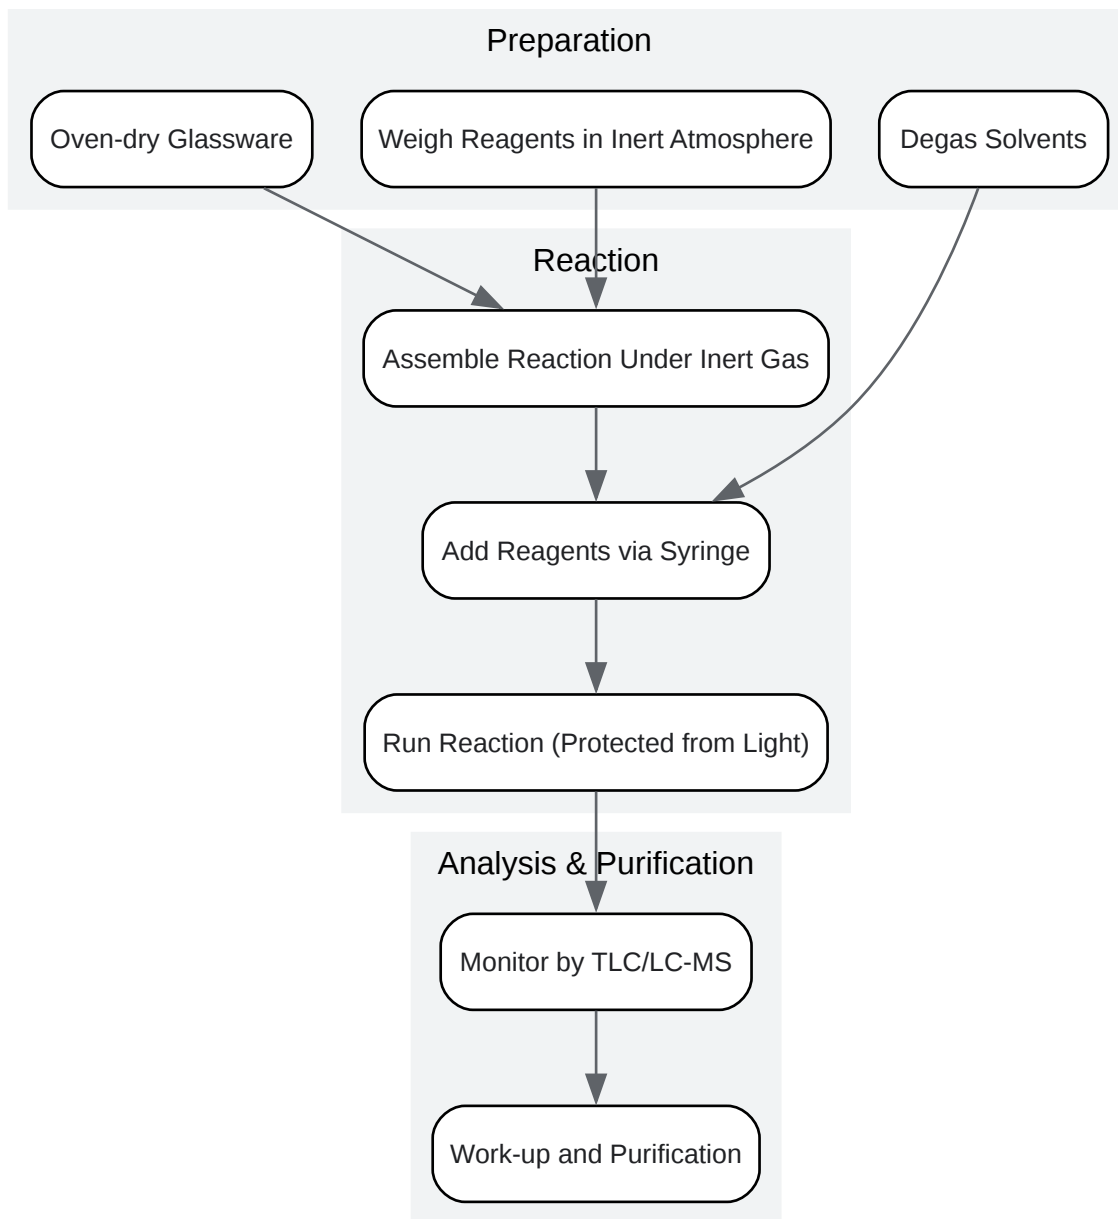 Preparation
Oven-dry Glassware
Weigh Reagents in Inert Atmosphere
Degas Solvents
Reaction
Assemble Reaction Under Inert Gas
Add Reagents via Syringe
Run Reaction (Protected from Light)
Analysis & Purification
Monitor by TLC/LC-MS
Work-up and Purification